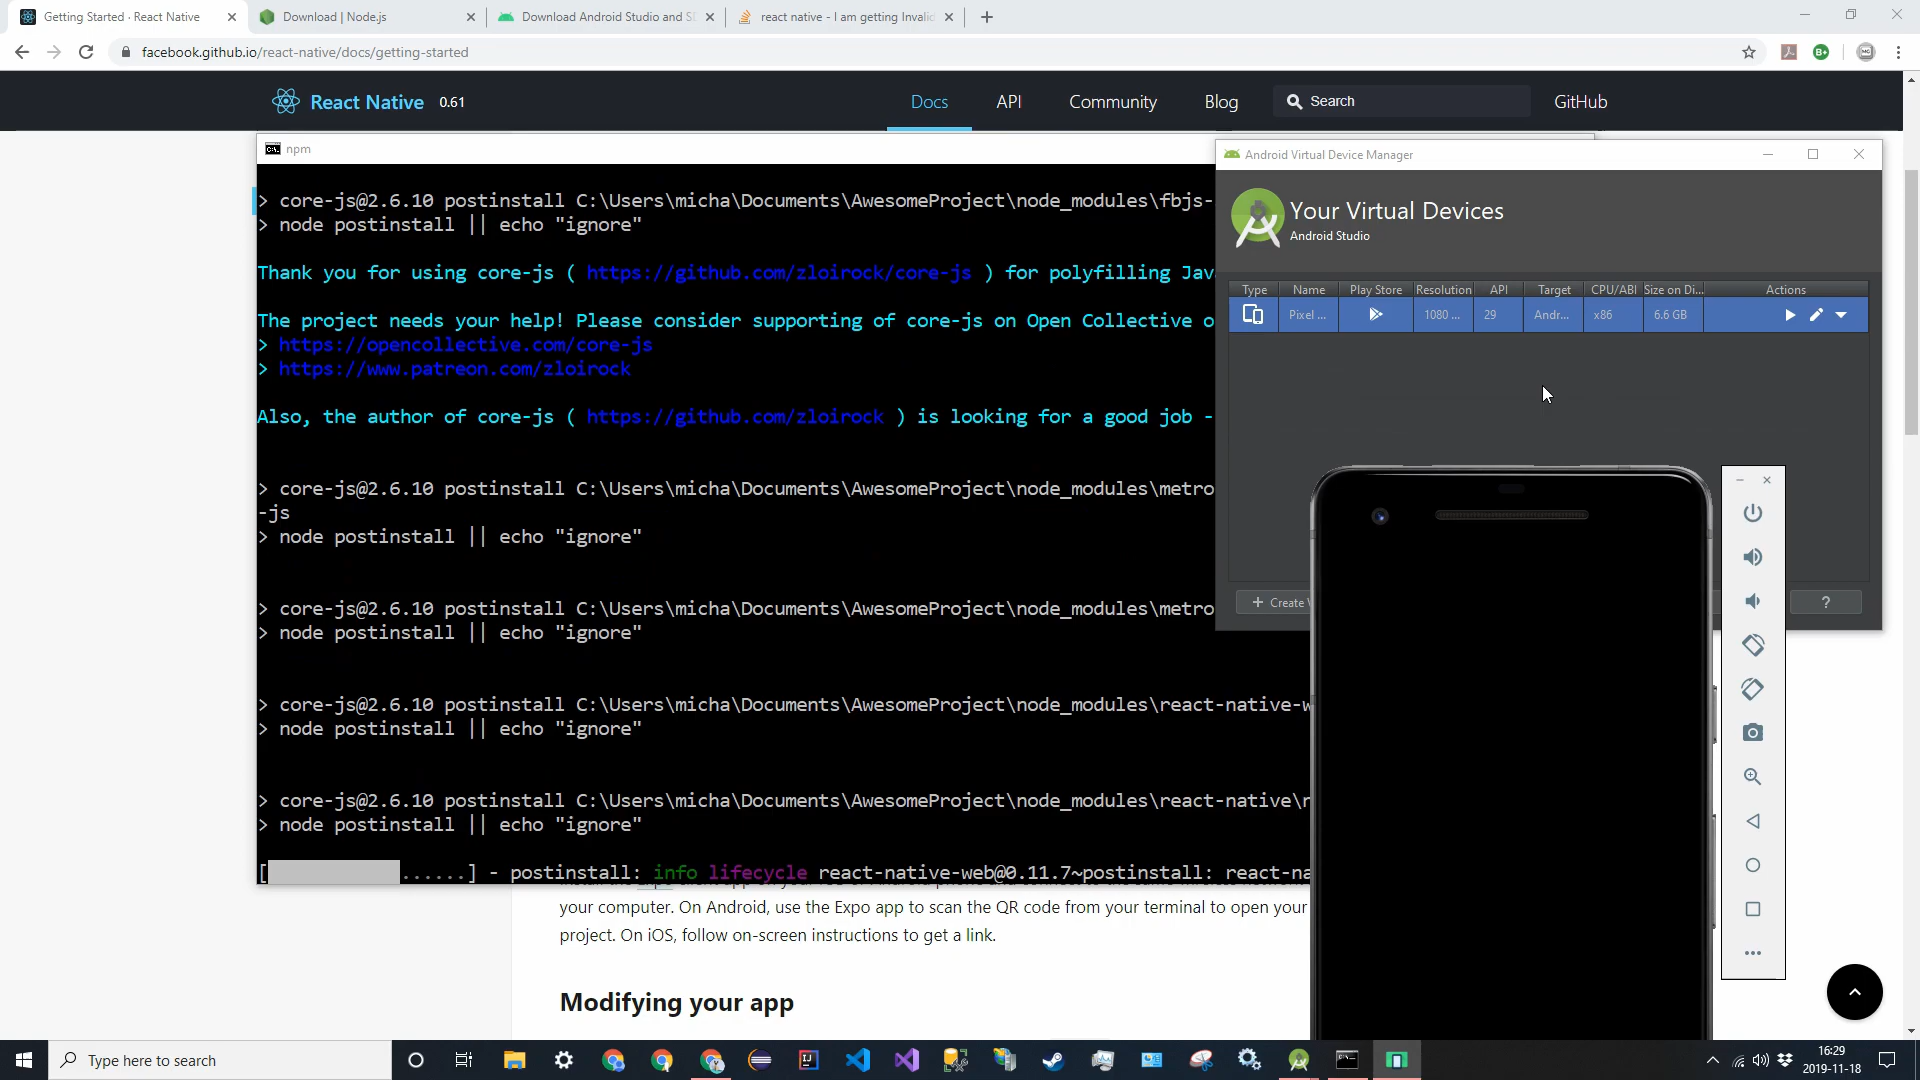 Getting Started · React Native
Download | Node.js
Download Android Studio and SD
react native - I am getting Invalid
facebook.github.io/react-native/docs/getting-started
React Native 0.61
Docs
API
Community
Blog
Search
GitHub
npm
> core-js@2.6.10 postinstall C:\Users\micha\Documents\AwesomeProject\node_modules\fbjs-
> node postinstall || echo "ignore"
Thank you for using core-js ( https://github.com/zloirock/core-js ) for polyfilling Jav
The project needs your help! Please consider supporting of core-js on Open Collective o
> https://opencollective.com/core-js
> https://www.patreon.com/zloirock
Also, the author of core-js ( https://github.com/zloirock ) is looking for a good job -
> core-js@2.6.10 postinstall C:\Users\micha\Documents\AwesomeProject\node_modules\metro
-js
> node postinstall || echo "ignore"
> core-js@2.6.10 postinstall C:\Users\micha\Documents\AwesomeProject\node_modules\metro
> node postinstall || echo "ignore"
> core-js@2.6.10 postinstall C:\Users\micha\Documents\AwesomeProject\node_modules\react-native-w
> node postinstall || echo "ignore"
> core-js@2.6.10 postinstall C:\Users\micha\Documents\AwesomeProject\node_modules\react-native\n
> node postinstall || echo "ignore"
[ ......] - postinstall: info lifecycle react-native-web@0.11.7~postinstall: react-na
Android Virtual Device Manager
Your Virtual Devices
Android Studio
Type Name Play Store Resolution API Target CPU/ABI Size on Di... Actions
Pixel ... 1080 ... 29 Andr... x86 6.6 GB
+ Create V
?
your computer. On Android, use the Expo app to scan the QR code from your terminal to open your
project. On iOS, follow on-screen instructions to get a link.
Modifying your app
Type here to search
16:29
2019-11-18